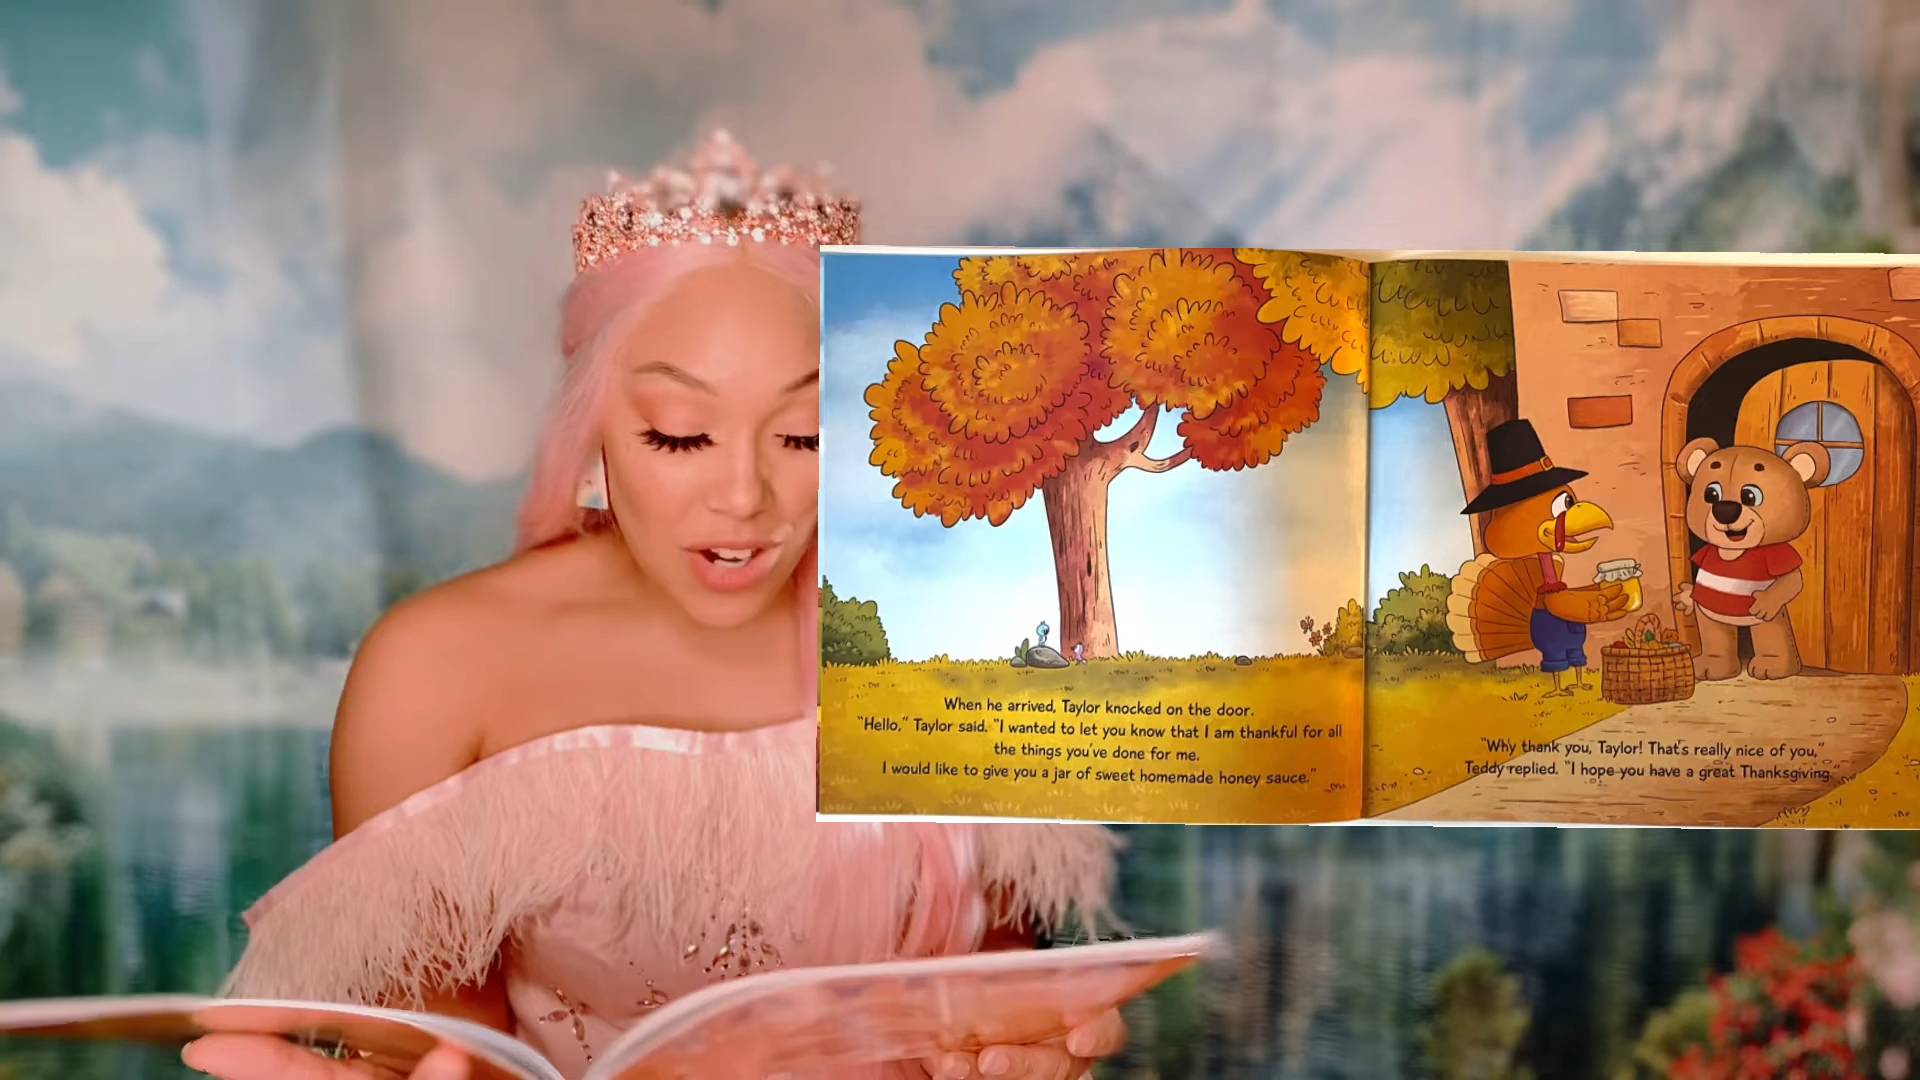 When he arrived, Taylor knocked on the door.
"Hello," Taylor said. "I wanted to let you know that I am thankful for all
the things you've done for me.
I would like to give you a jar of sweet homemade honey sauce."
"Why thank you, Taylor! That's really nice of you,"
Teddy replied. "I hope you have a great Thanksgiving."